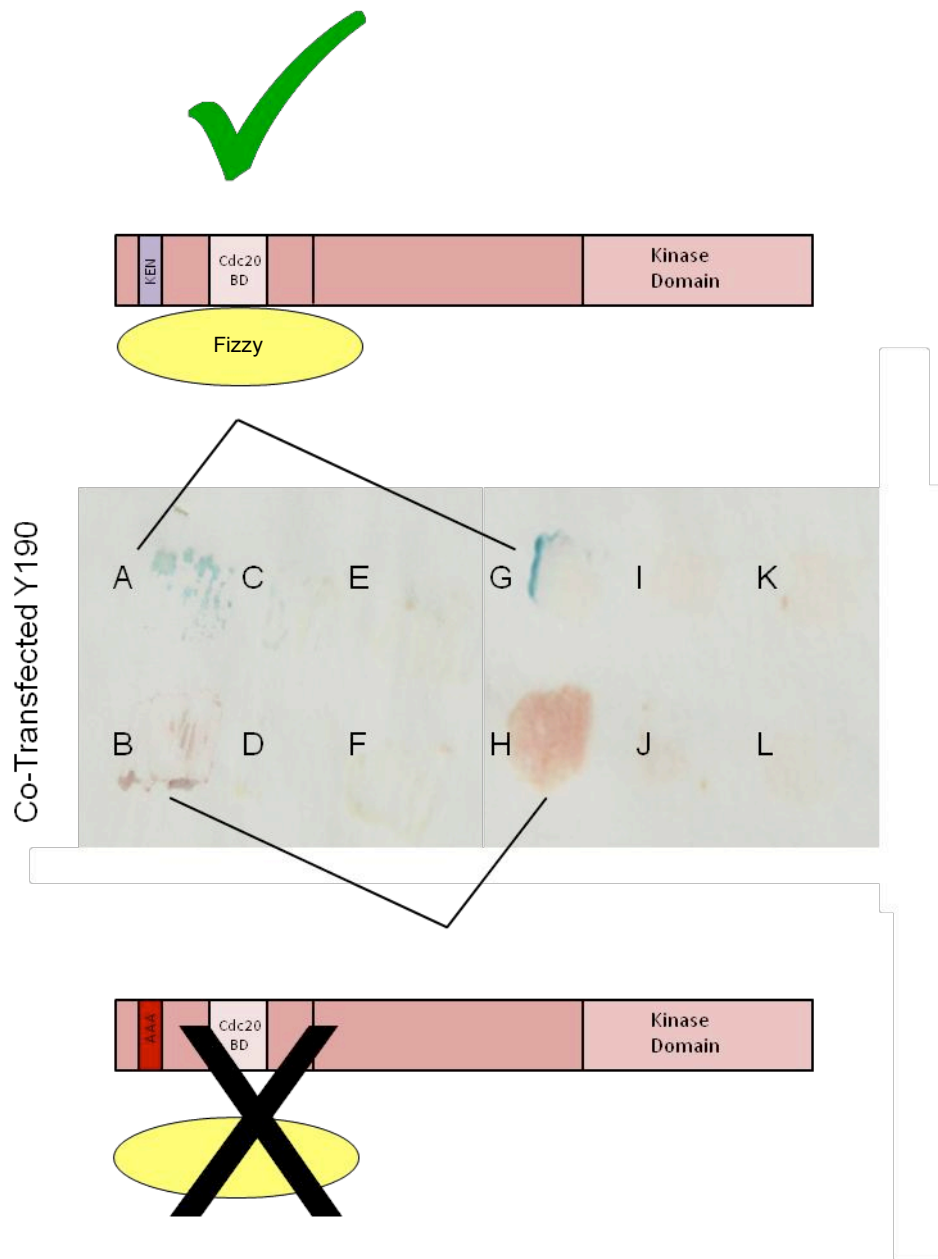 KEN
Cdc20
BD
Kinase
Domain
Fizzy
Co-Transfected Y190
A
C
E
G
I
K
B
D
F
H
J
L
AAA
Cdc20
BD
Kinase
Domain